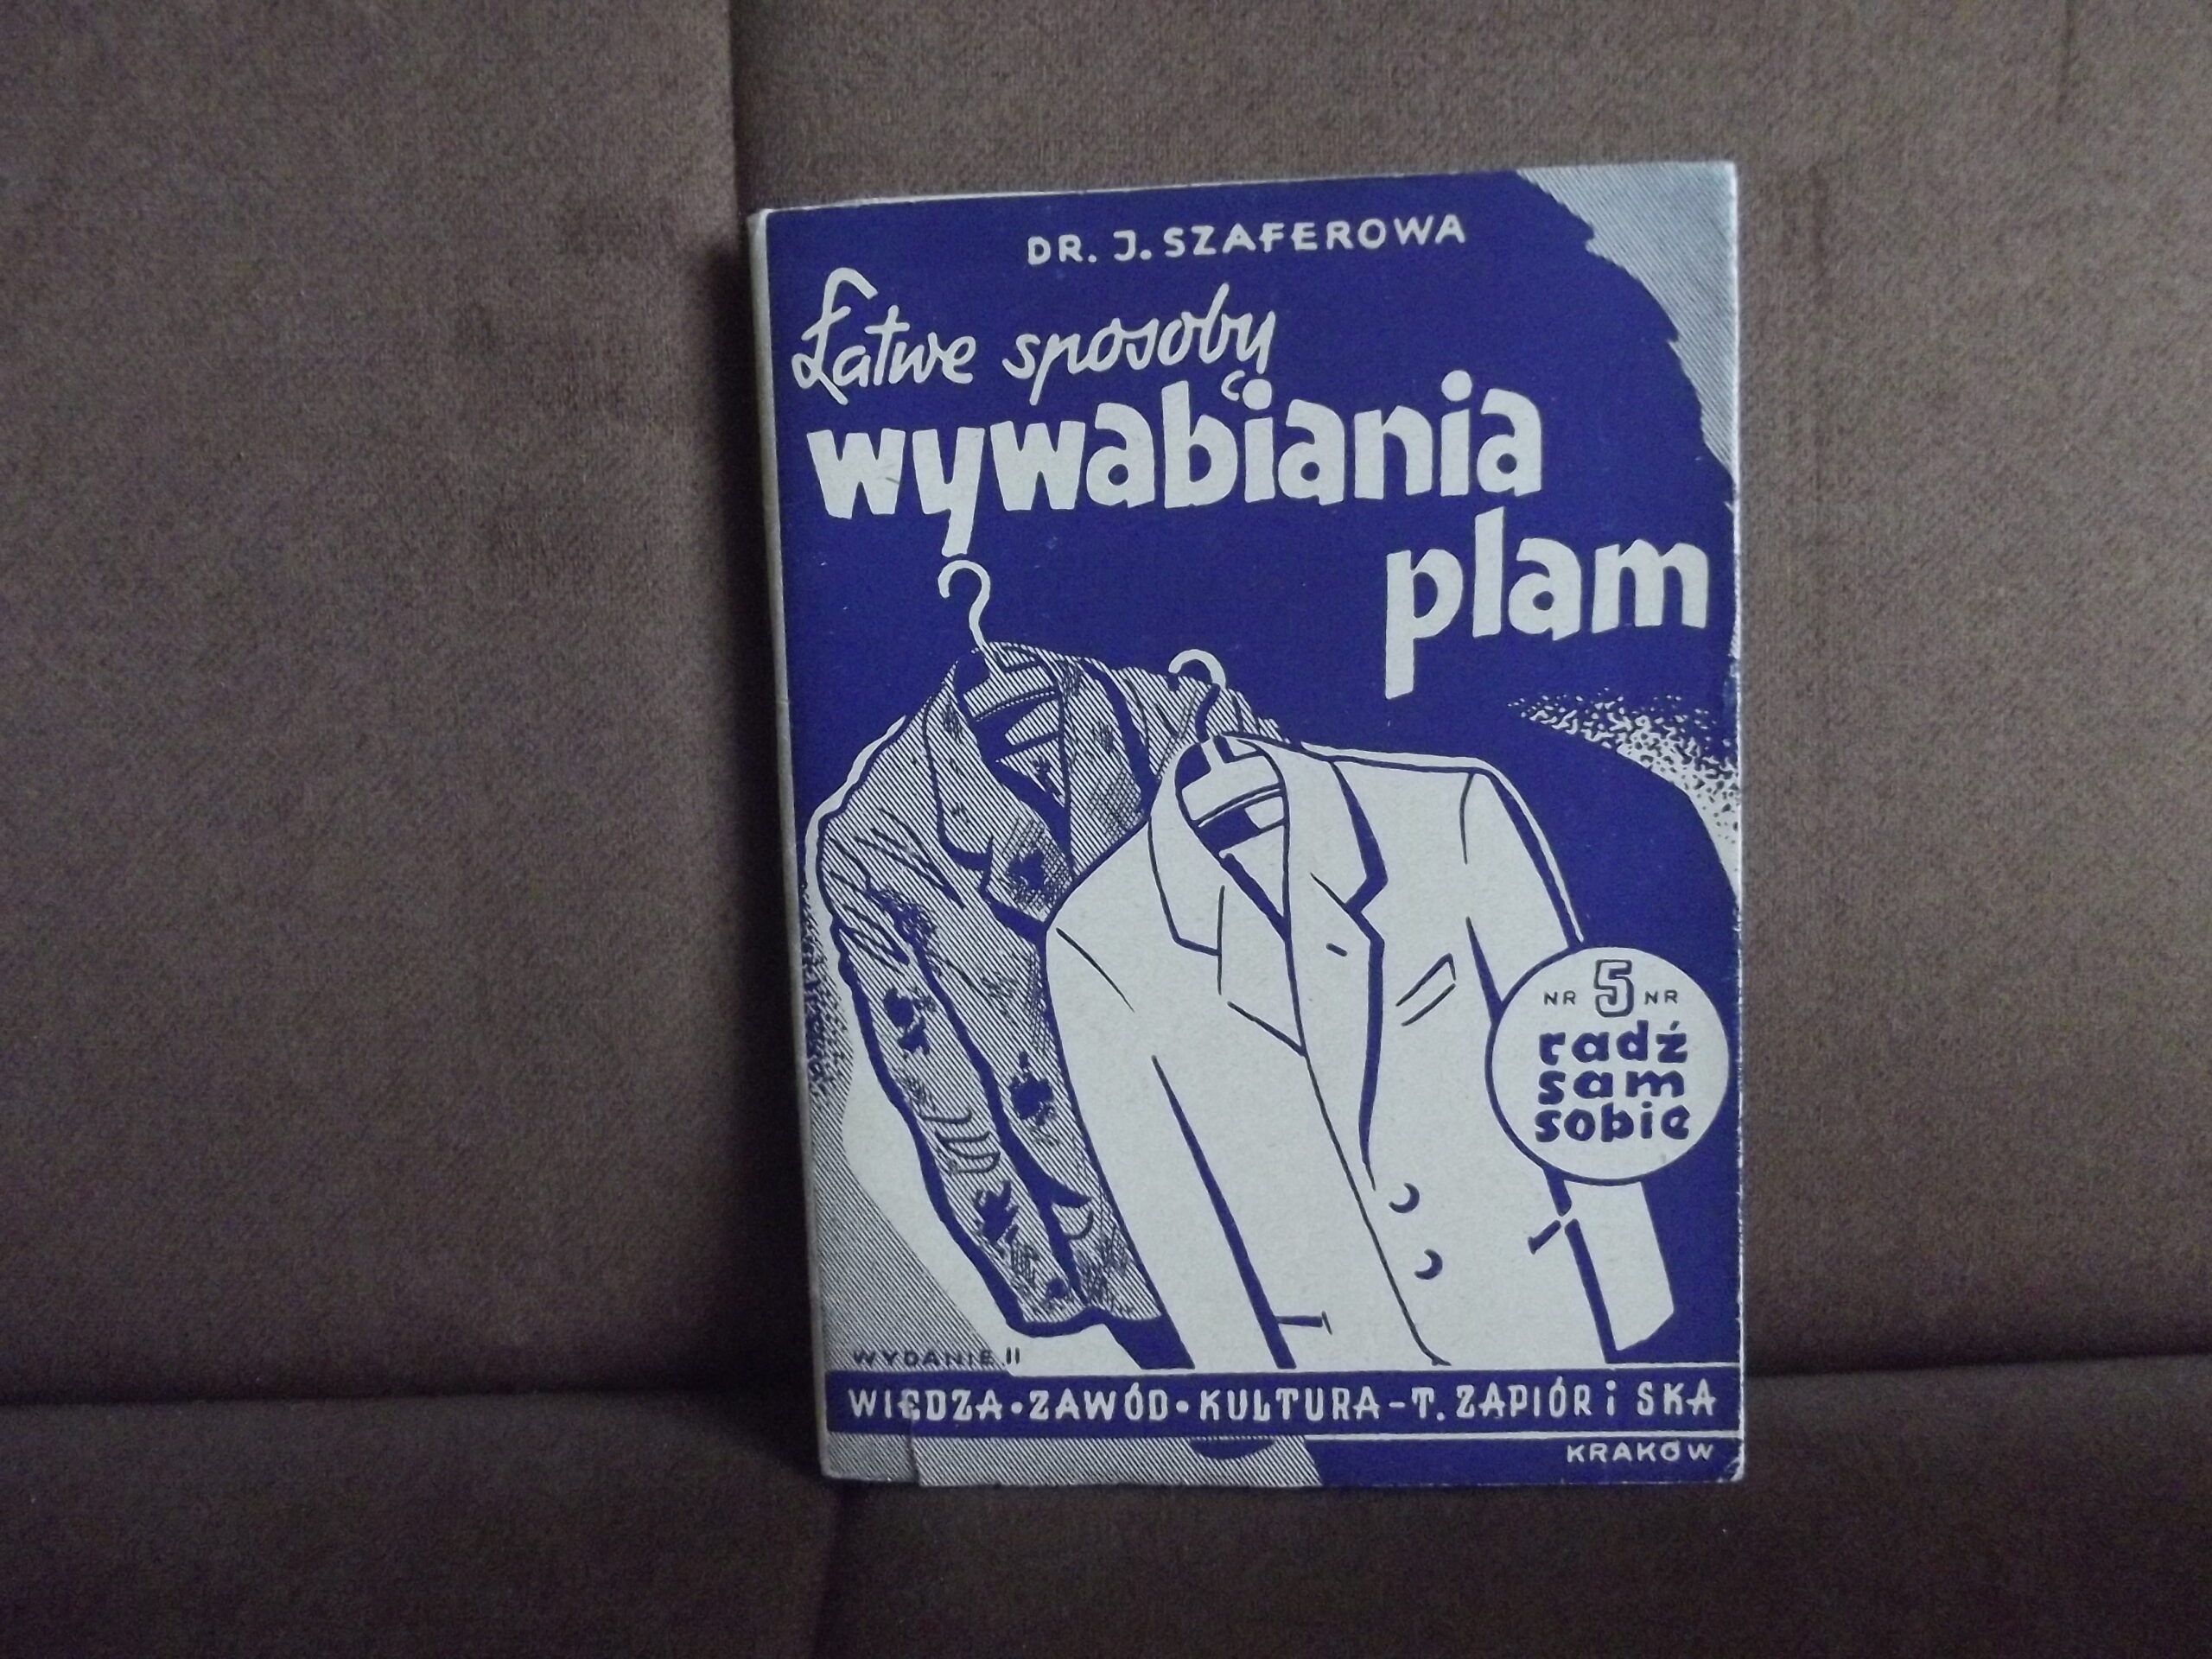 DR. J. SZAFEROWA
Łatwe sposoby
wywabiania
plam
NR 5 NR
radź
sam
sobie
WYDANIE II
WIEDZA • ZAWÓD • KULTURA - T. ZAPIÓR i SKA
KRAKÓW